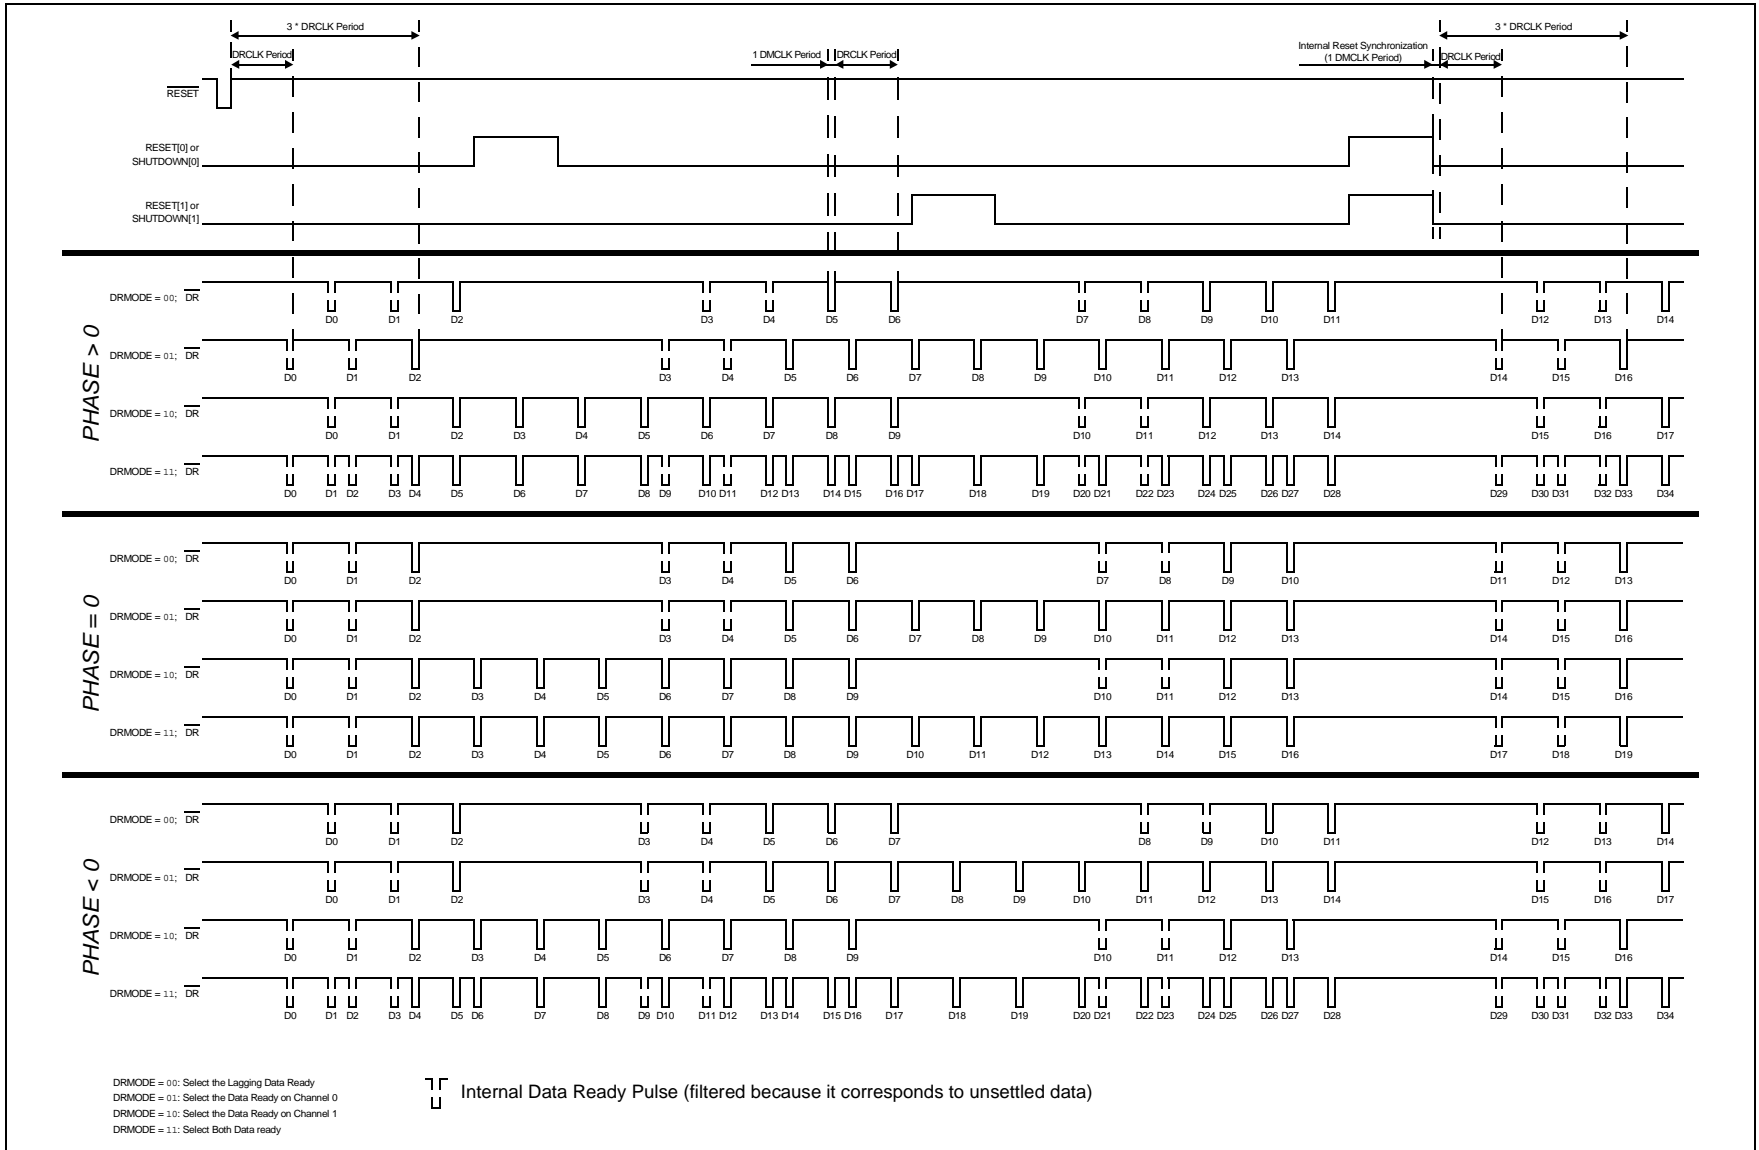 3 * DRCLK Period
3 * DRCLK Period
DRCLK Period
1 DMCLK Period
DRCLK Period
Internal Reset Synchronization
(1 DMCLK Period)
DRCLK Period
RESET
RESET[0] or
SHUTDOWN[0]
RESET[1] or
SHUTDOWN[1]
PHASE > 0
DRMODE = 00; DR
D0 D1 D2 D3 D4 D5 D6 D7 D8 D9 D10 D11 D12 D13 D14
DRMODE = 01; DR
D0 D1 D2 D3 D4 D5 D6 D7 D8 D9 D10 D11 D12 D13 D14 D15 D16
DRMODE = 10; DR
D0 D1 D2 D3 D4 D5 D6 D7 D8 D9 D10 D11 D12 D13 D14 D15 D16 D17
DRMODE = 11; DR
D0 D1 D2 D3 D4 D5 D6 D7 D8 D9 D10 D11 D12 D13 D14 D15 D16 D17 D18 D19 D20 D21 D22 D23 D24 D25 D26 D27 D28 D29 D30 D31 D32 D33 D34
PHASE = 0
DRMODE = 00; DR
D0 D1 D2 D3 D4 D5 D6 D7 D8 D9 D10 D11 D12 D13
DRMODE = 01; DR
D0 D1 D2 D3 D4 D5 D6 D7 D8 D9 D10 D11 D12 D13 D14 D15 D16
DRMODE = 10; DR
D0 D1 D2 D3 D4 D5 D6 D7 D8 D9 D10 D11 D12 D13 D14 D15 D16
DRMODE = 11; DR
D0 D1 D2 D3 D4 D5 D6 D7 D8 D9 D10 D11 D12 D13 D14 D15 D16 D17 D18 D19
PHASE < 0
DRMODE = 00; DR
D0 D1 D2 D3 D4 D5 D6 D7 D8 D9 D10 D11 D12 D13 D14
DRMODE = 01; DR
D0 D1 D2 D3 D4 D5 D6 D7 D8 D9 D10 D11 D12 D13 D14 D15 D16 D17
DRMODE = 10; DR
D0 D1 D2 D3 D4 D5 D6 D7 D8 D9 D10 D11 D12 D13 D14 D15 D16
DRMODE = 11; DR
D0 D1 D2 D3 D4 D5 D6 D7 D8 D9 D10 D11 D12 D13 D14 D15 D16 D17 D18 D19 D20 D21 D22 D23 D24 D25 D26 D27 D28 D29 D30 D31 D32 D33 D34
DRMODE = 00: Select the Lagging Data Ready
DRMODE = 01: Select the Data Ready on Channel 0
DRMODE = 10: Select the Data Ready on Channel 1
DRMODE = 11: Select Both Data ready
Internal Data Ready Pulse (filtered because it corresponds to unsettled data)